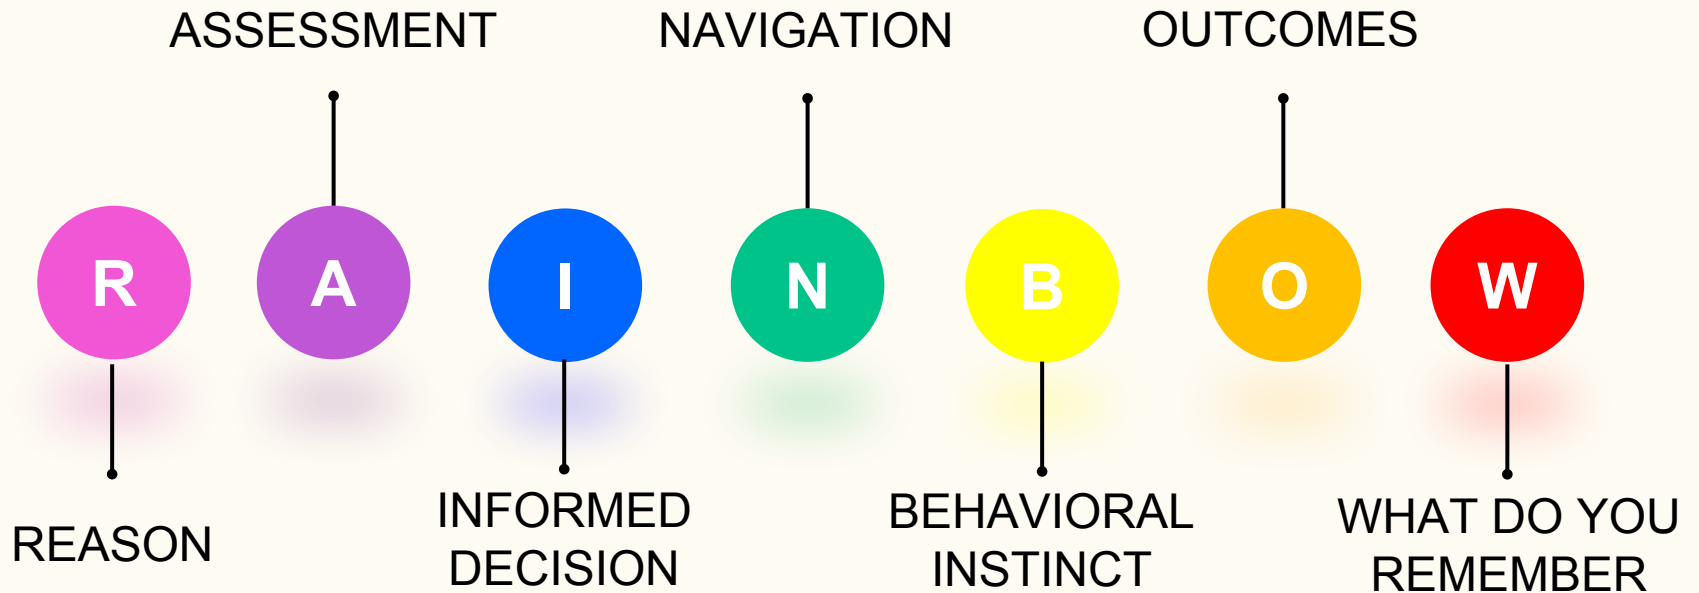 ASSESSMENT NAVIGATION OUTCOMES
R A I N B O W
REASON
INFORMED
DECISION
BEHAVIORAL
INSTINCT
WHAT DO YOU
REMEMBER